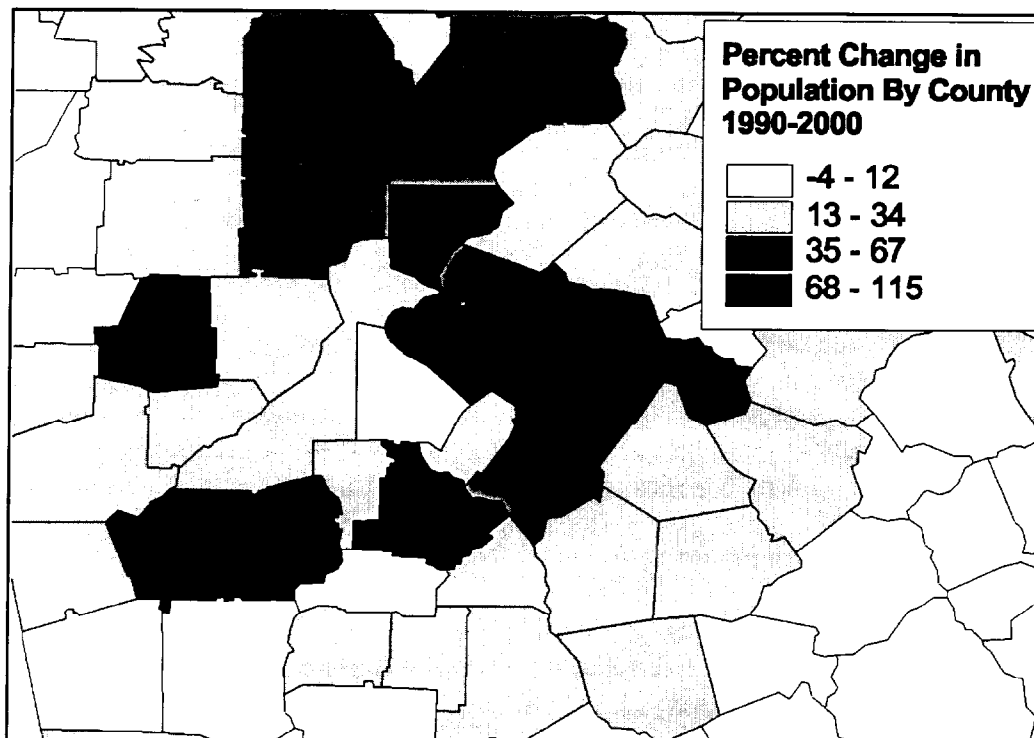 Percent Change in
Population By County
1990-2000
-4 - 12
13 - 34
35 - 67
68 - 115